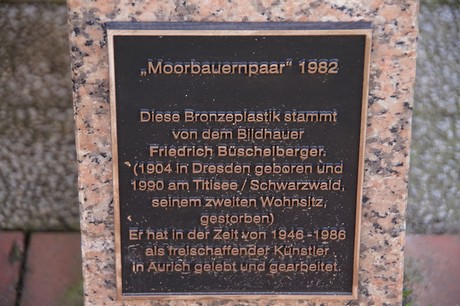 „Moorbauernpaar“ 1982
Diese Bronzeplastik stammt
von dem Bildhauer
Friedrich Büschelberger.
(1904 in Dresden geboren und
1990 am Titisee / Schwarzwald,
seinem zweiten Wohnsitz,
gestorben)
Er hat in der Zeit von 1946 - 1986
als freischaffender Künstler
in Aurich gelebt und gearbeitet.